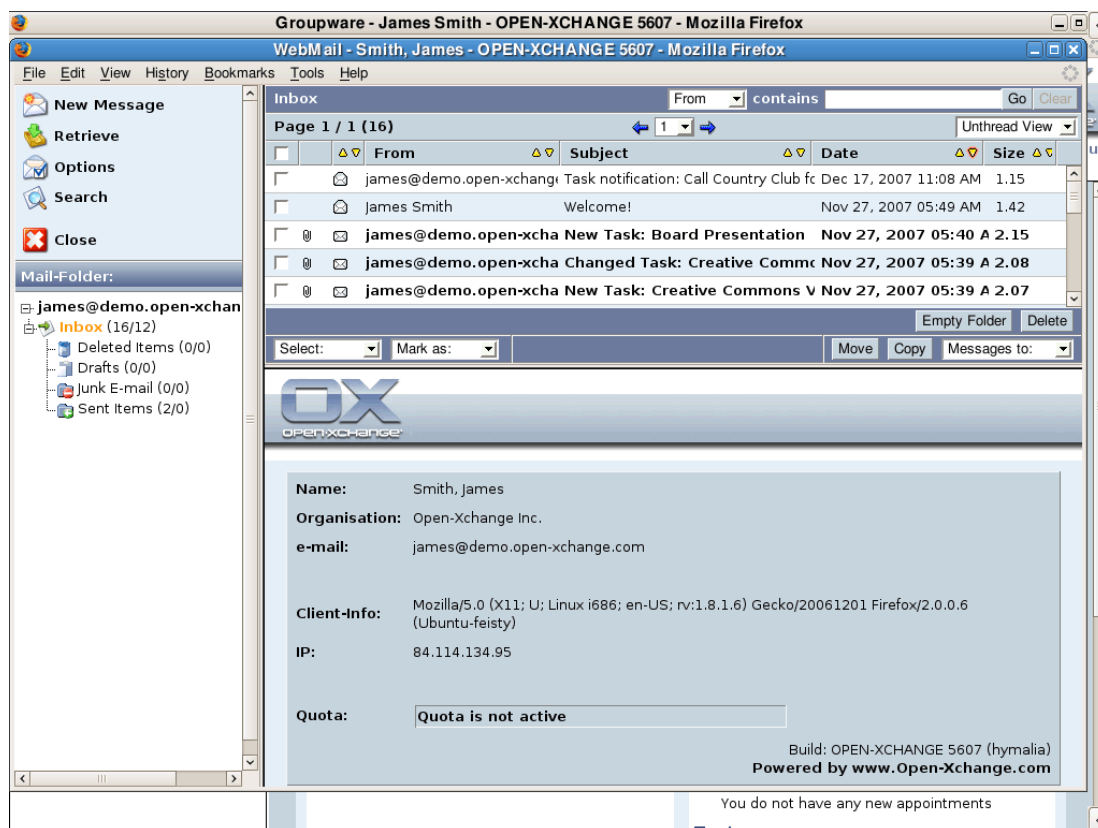 Groupware - James Smith - OPEN-XCHANGE 5607 - Mozilla Firefox
WebMail - Smith, James - OPEN-XCHANGE 5607 - Mozilla Firefox
File Edit View History Bookmarks Tools Help
New Message
Retrieve
Options
Search
Close
Mail-Folder:
james@demo.open-xchan
Inbox (16/12)
Deleted Items (0/0)
Drafts (0/0)
Junk E-mail (0/0)
Sent Items (2/0)
Inbox From contains Go Clear
Page 1 / 1 (16) 1 Unthread View
From Subject Date Size
james@demo.open-xchange Task notification: Call Country Club fo Dec 17, 2007 11:08 AM 1.15
James Smith Welcome! Nov 27, 2007 05:49 AM 1.42
james@demo.open-xcha New Task: Board Presentation Nov 27, 2007 05:40 A 2.15
james@demo.open-xcha Changed Task: Creative Commc Nov 27, 2007 05:39 A 2.08
james@demo.open-xcha New Task: Creative Commons V Nov 27, 2007 05:39 A 2.07
Empty Folder Delete
Select: Mark as: Move Copy Messages to:
OX
OPEN-XCHANGE
Name: Smith, James
Organisation: Open-Xchange Inc.
e-mail: james@demo.open-xchange.com
Client-Info: Mozilla/5.0 (X11; U; Linux i686; en-US; rv:1.8.1.6) Gecko/20061201 Firefox/2.0.0.6
(Ubuntu-feisty)
IP: 84.114.134.95
Quota: Quota is not active
Build: OPEN-XCHANGE 5607 (hymalia)
Powered by www.Open-Xchange.com
You do not have any new appointments